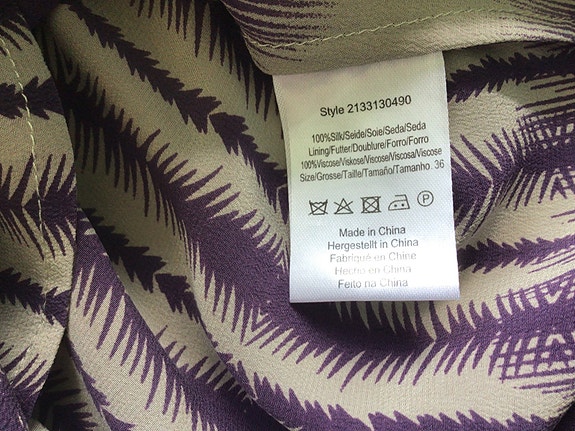 Style 2133130490
100%Silk/Seide/Soie/Seda/Seda
Lining/Futter/Doublure/Forro/Forro
100%Viscose/Viskose/Viscose/Viscosa/Viscose
Size/Grosse/Taille/Tamaño/Tamanho. 36
P
Made in China
Hergestellt in China
Fabriqué en Chine
Hecho en China
Feito na China